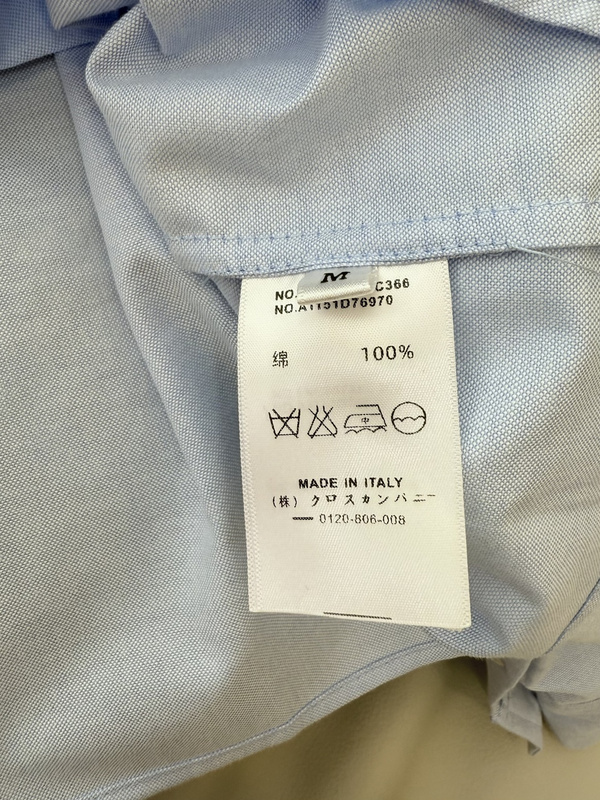 M
NO. C366
NO.A1151D76970
綿 100%
中
MADE IN ITALY
(株) クロスカンパニー
0120-806-008